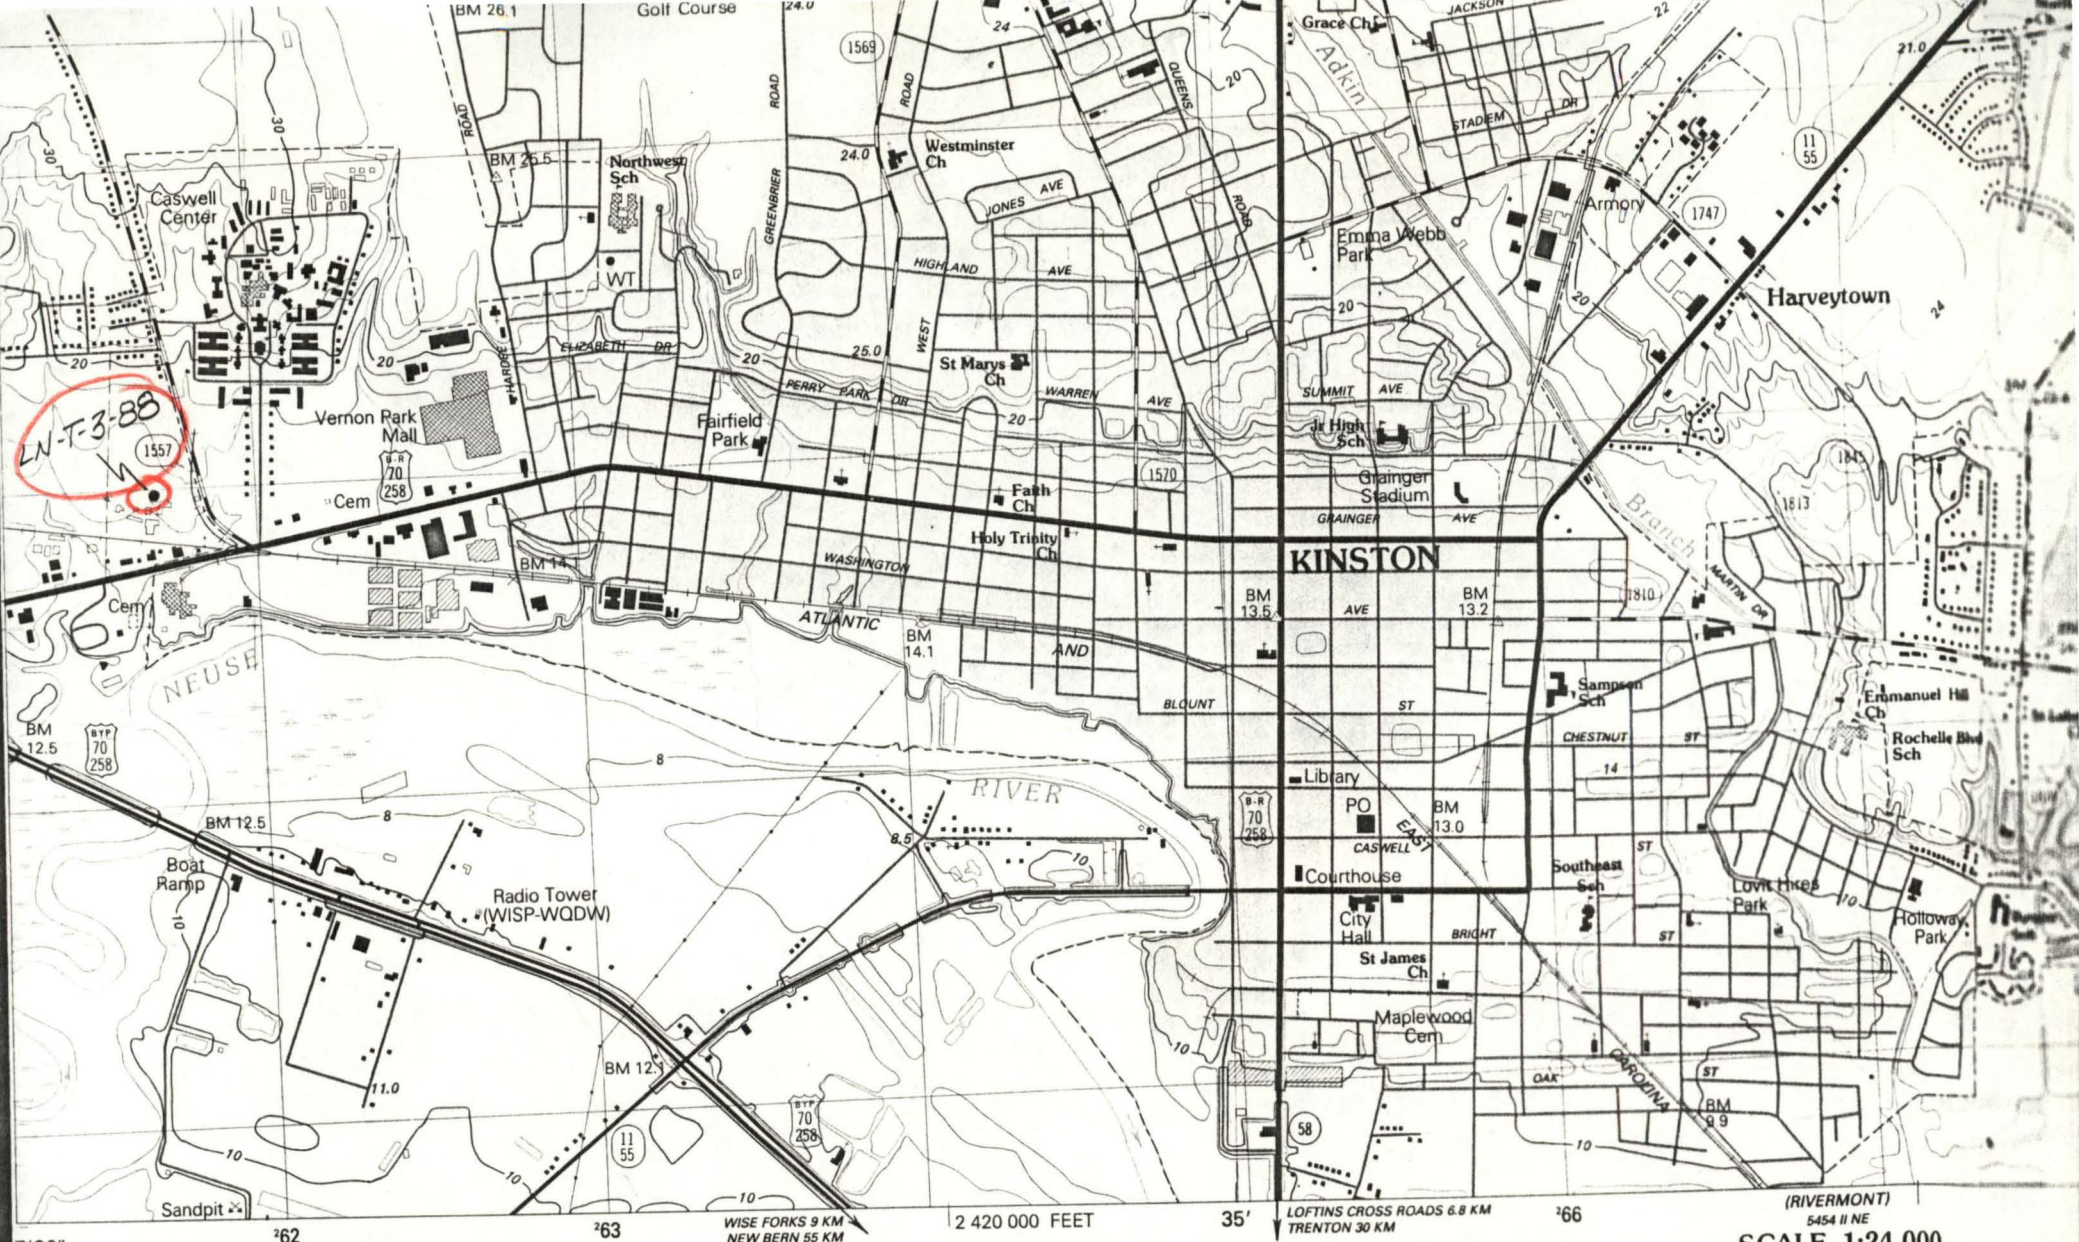 BM 26.1
Golf Course
24.0
24
Grace Ch
JACKSON
22
21.0
1569
ROAD
ROAD
ROAD
QUEENS
20
Adkin
STADIEM
DR
11
55
30
30
BM 25.5
Northwest
Sch
24.0
Westminster
Ch
JONES
AVE
GREENBRIER
ROAD
Armory
1747
Caswell
Center
Emma Webb
Park
WT
HIGHLAND
AVE
20
20
Harveytown
24
20
20
HARDEE
ELIZABETH
DR
20
25.0
WEST
St Marys
Ch
PERRY
PARK
DR
WARREN
AVE
SUMMIT
AVE
20
LN-T-3-88
1557
Vernon Park
Mall
Fairfield
Park
Jr High
Sch
B-R
70
258
1570
Grainger
Stadium
1845
1813
Cem
Faith
Ch
GRAINGER
AVE
Branch
Holy Trinity
Ch
KINSTON
WASHINGTON
AVE
BM 14.1
MARTIN DR
1810
Cem
BM
13.5
BM
13.2
ATLANTIC
AND
BM
14.1
NEUSE
Sampson
Sch
Emmanuel Hill
Ch
BLOUNT
ST
BM
12.5
BYP
70
258
CHESTNUT
ST
Rochelle Blvd
Sch
8
14
Library
RIVER
B-R
70
258
PO
BM
13.0
EAST
BM 12.5
8
8.5
CASWELL
ST
10
Boat
Ramp
Courthouse
Southeast
Sch
Lovit Hires
Park
10
Radio Tower
(WISP-WQDW)
City
Hall
Holloway
Park
10
BRIGHT
ST
St James
Ch
Maplewood
Cem
10
CAROLINA
BM 12.1
11.0
OAK
ST
BM
9.9
BYP
70
258
11
55
58
10
10
10
10
Sandpit
(RIVERMONT)
5454 II NE
²62
²63
WISE FORKS 9 KM
NEW BERN 55 KM
2 420 000 FEET
35'
LOFTINS CROSS ROADS 6.8 KM
TRENTON 30 KM
²66
SCALE 1:24 000